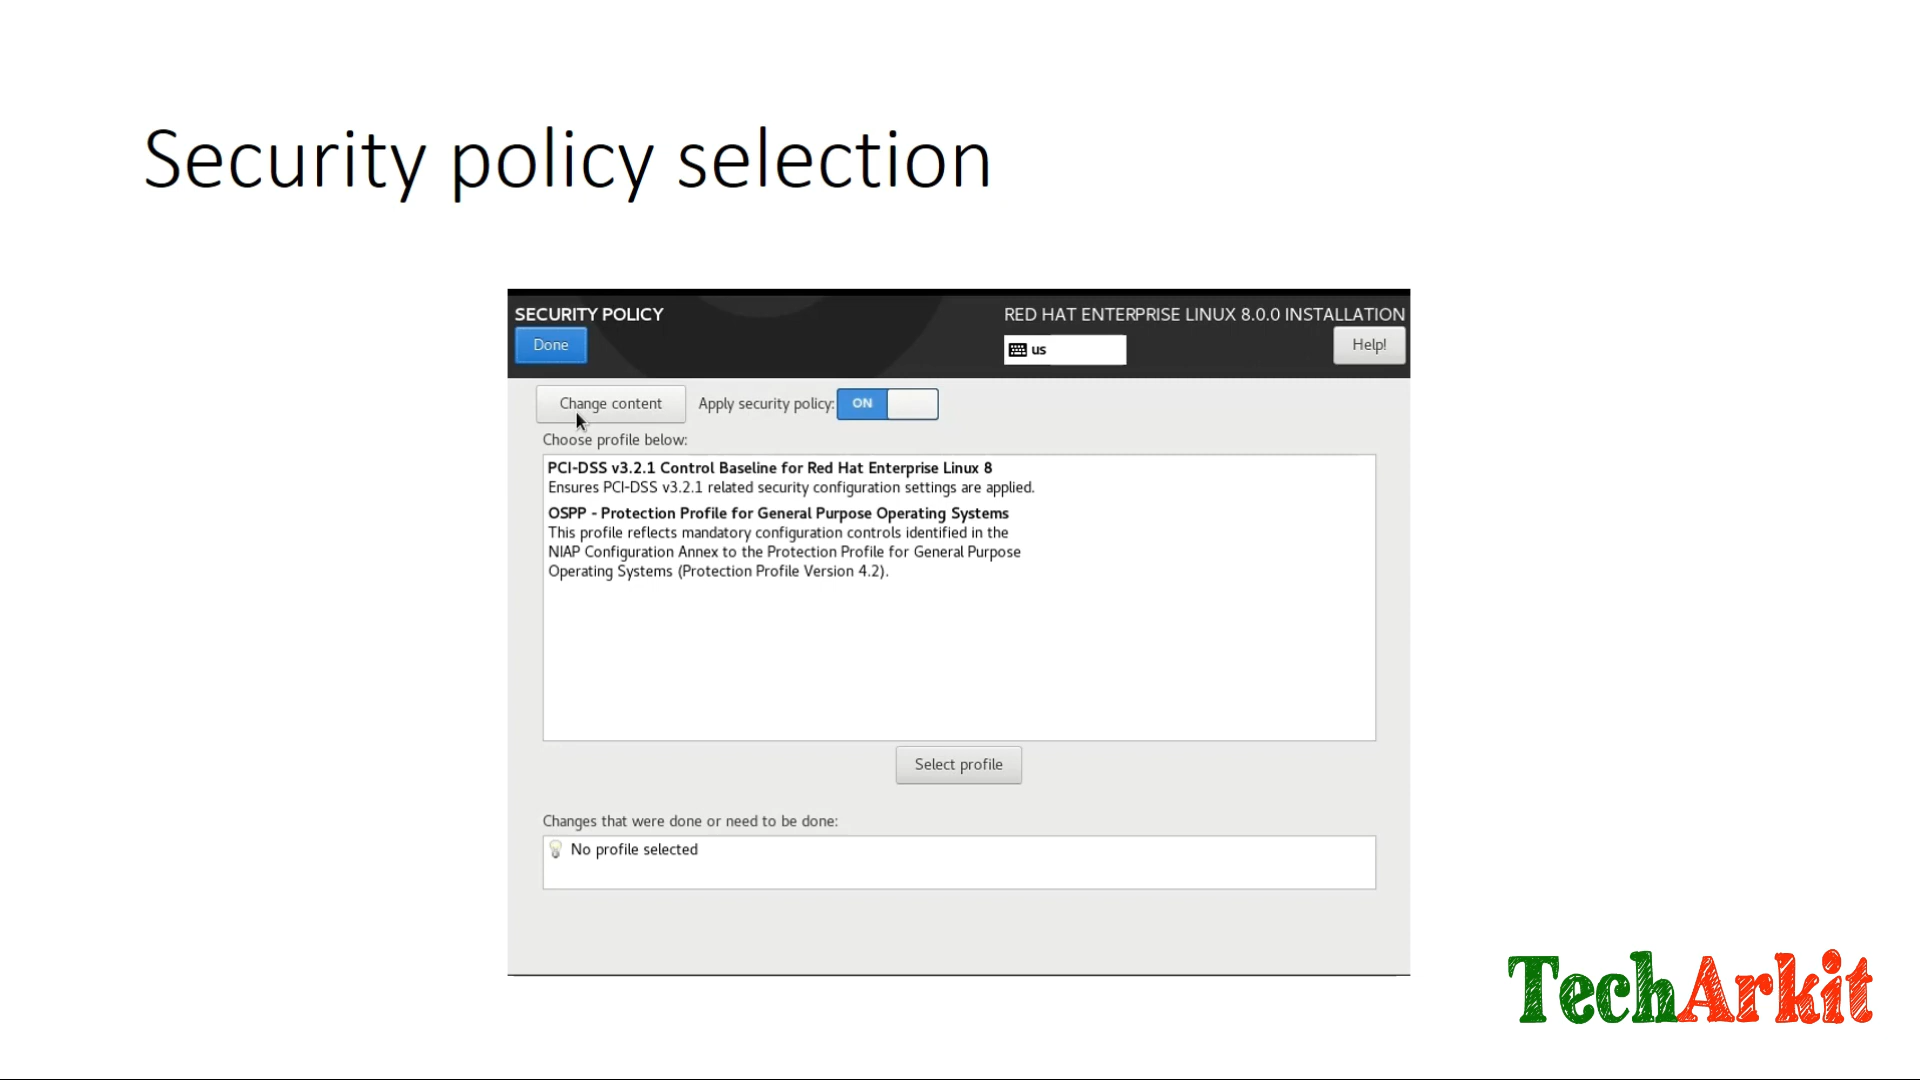 Security policy selection
SECURITY POLICY
RED HAT ENTERPRISE LINUX 8.0.0 INSTALLATION
Done
us
Help!
Change content
Apply security policy:
ON
Choose profile below:
PCI-DSS v3.2.1 Control Baseline for Red Hat Enterprise Linux 8
Ensures PCI-DSS v3.2.1 related security configuration settings are applied.
OSPP - Protection Profile for General Purpose Operating Systems
This profile reflects mandatory configuration controls identified in the
NIAP Configuration Annex to the Protection Profile for General Purpose
Operating Systems (Protection Profile Version 4.2).
Select profile
Changes that were done or need to be done:
No profile selected
TechArkit